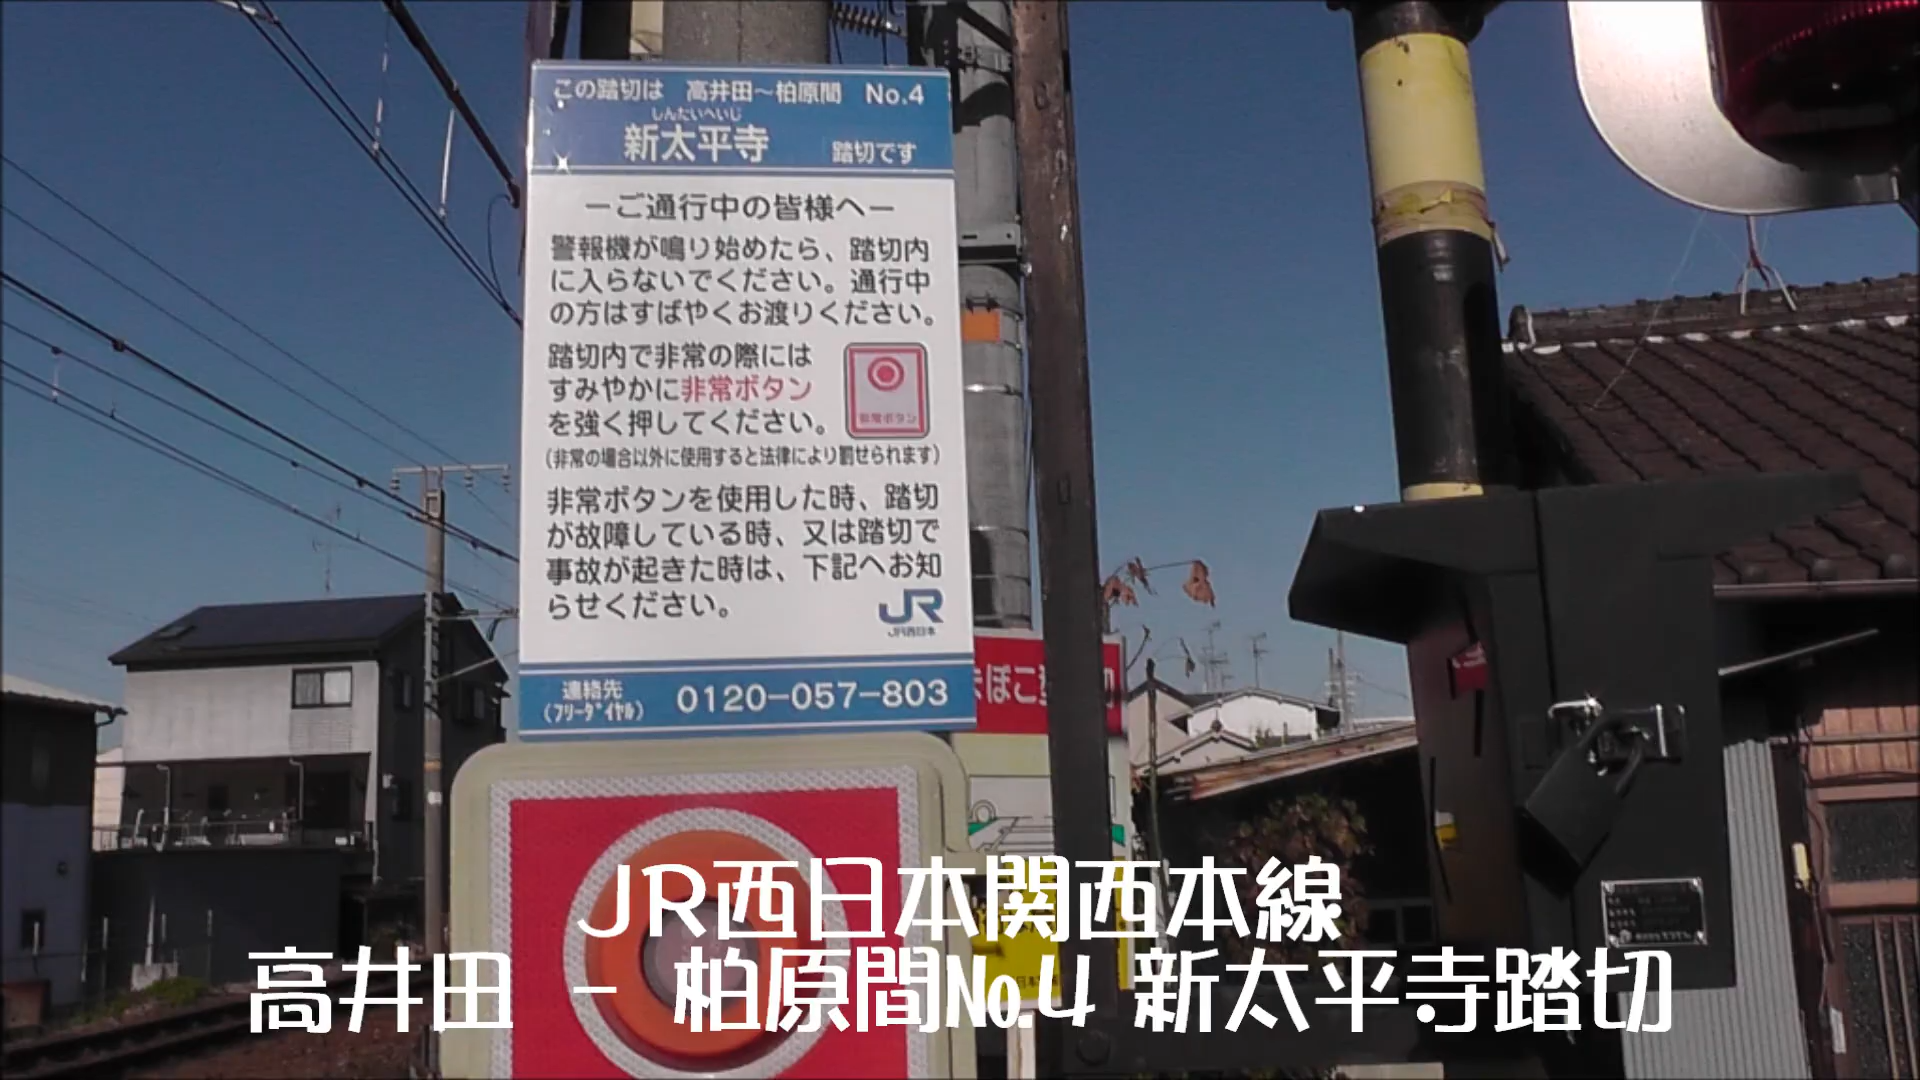 この踏切は 高井田～柏原間 No.4
しんたいへいじ
新太平寺 踏切です
－ご通行中の皆様へ－
警報機が鳴り始めたら、踏切内
に入らないでください。通行中
の方はすばやくお渡りください。
踏切内で非常の際には
すみやかに非常ボタン
を強く押してください。
非常ボタン
(非常の場合以外に使用すると法律により罰せられます)
非常ボタンを使用した時、踏切
が故障している時、又は踏切で
事故が起きた時は、下記へお知
らせください。
JR
JR西日本
連絡先
(フリーダイヤル) 0120-057-803
JR西日本関西本線
高井田 - 柏原間№4 新太平寺踏切